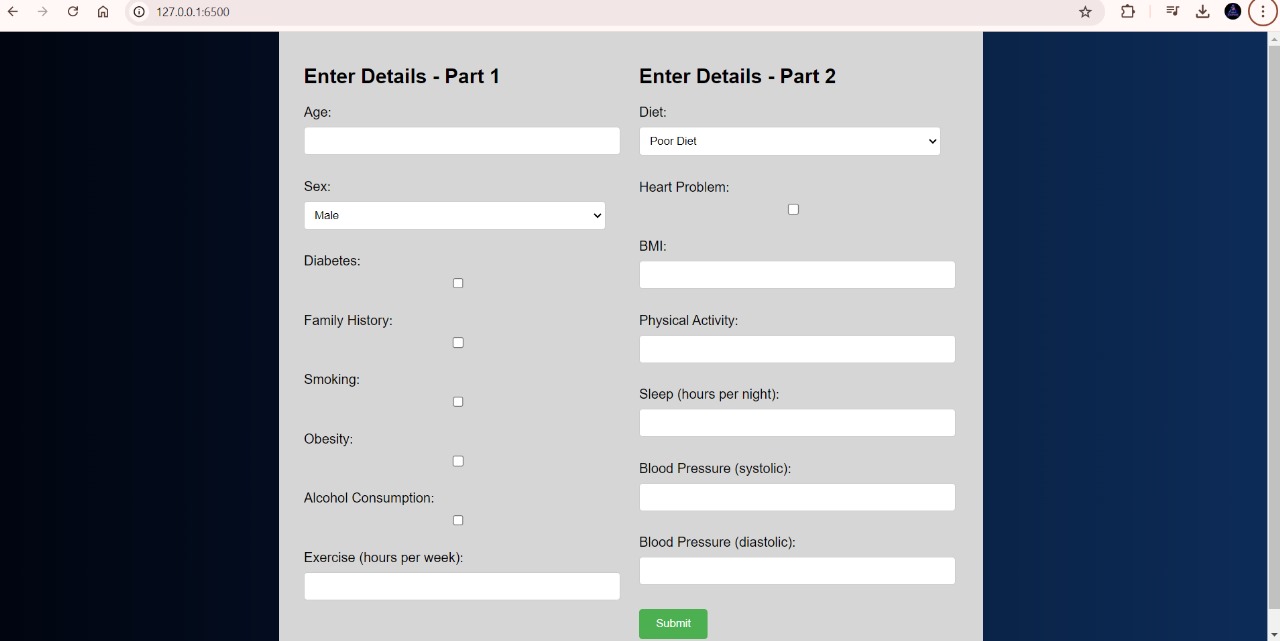 127.0.0.1:6500
Enter Details - Part 1
Age:
Sex:
Male
Diabetes:
Family History:
Smoking:
Obesity:
Alcohol Consumption:
Exercise (hours per week):
Enter Details - Part 2
Diet:
Poor Diet
Heart Problem:
BMI:
Physical Activity:
Sleep (hours per night):
Blood Pressure (systolic):
Blood Pressure (diastolic):
Submit